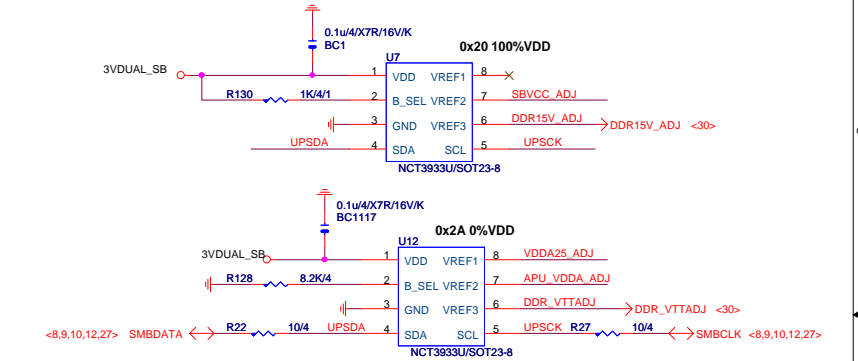 0.1u/4/X7R/16V/K
BC1
0x20 100%VDD
U7
3VDUAL_SB
1 VDD VREF1 8
R130 1K/4/1 2 B_SEL VREF2 7 SBVCC_ADJ
3 GND VREF3 6 DDR15V_ADJ DDR15V_ADJ <30>
UPSDA 4 SDA SCL 5 UPSCK
NCT3933U/SOT23-8
0.1u/4/X7R/16V/K
BC1117
0x2A 0%VDD
U12
3VDUAL_SB 1 VDD VREF1 8 VDDA25_ADJ
R128 8.2K/4 2 B_SEL VREF2 7 APU_VDDA_ADJ
3 GND VREF3 6 DDR_VTTADJ DDR_VTTADJ <30>
<8,9,10,12,27> SMBDATA R22 10/4 UPSDA 4 SDA SCL 5 UPSCK R27 10/4 SMBCLK <8,9,10,12,27>
NCT3933U/SOT23-8